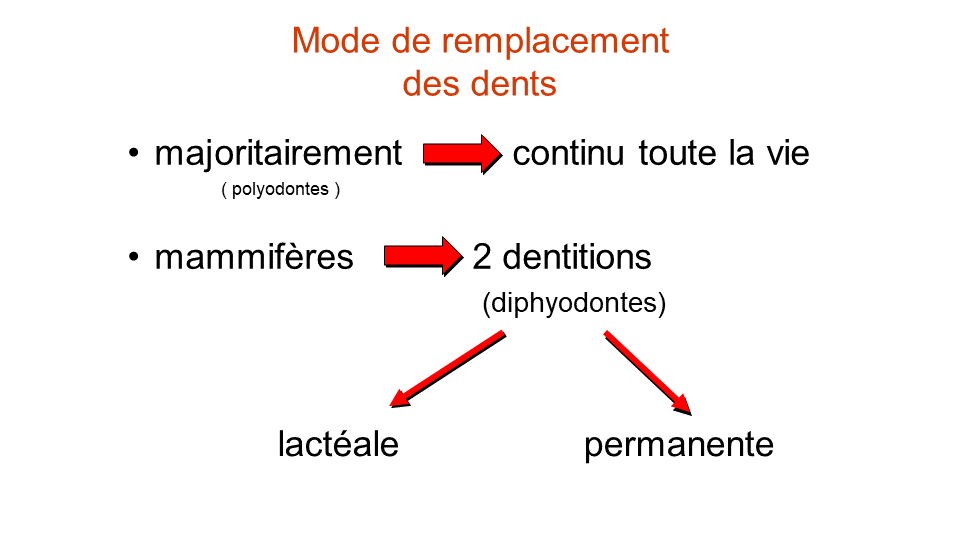 Mode de remplacement
des dents
• majoritairement continu toute la vie
( polyodontes )
• mammifères 2 dentitions
(diphyodontes)
lactéale permanente